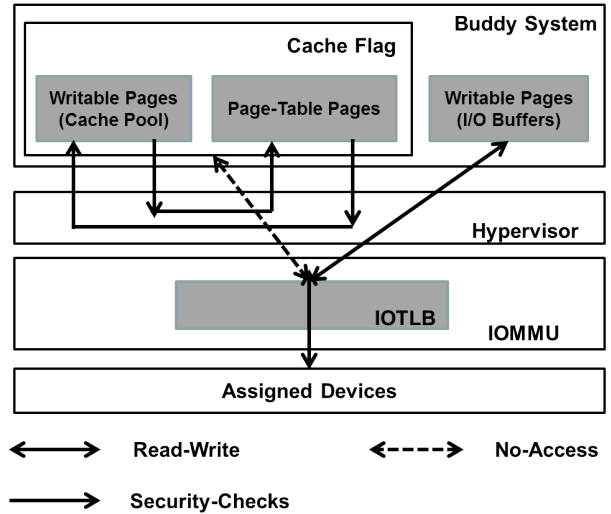 Buddy System
Cache Flag
Writable Pages
(Cache Pool)
Page-Table Pages
Writable Pages
(I/O Buffers)
Hypervisor
IOTLB
IOMMU
Assigned Devices
Read-Write
No-Access
Security-Checks